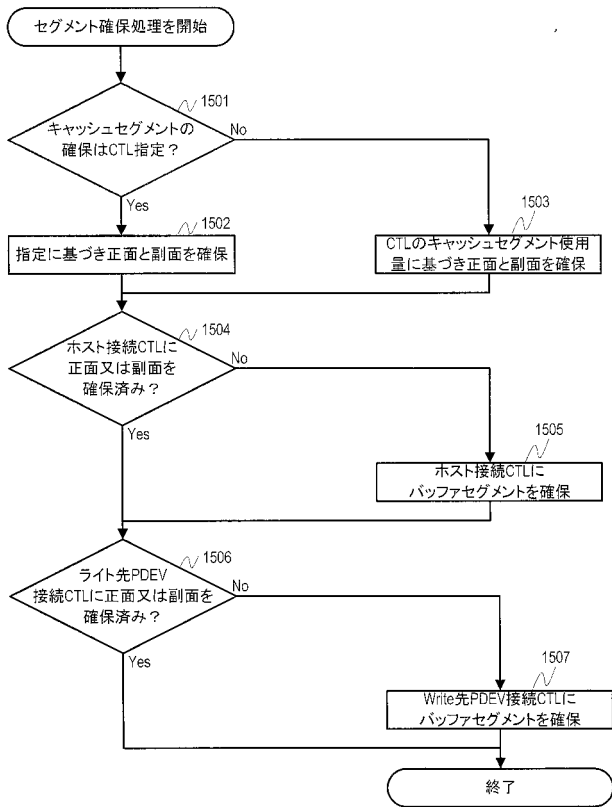 セグメント確保処理を開始
1501
キャッシュセグメントの
確保はCTL指定？
No
Yes
1502
指定に基づき正面と副面を確保
1503
CTLのキャッシュセグメント使用
量に基づき正面と副面を確保
1504
ホスト接続CTLに
正面又は副面を
確保済み？
No
Yes
1505
ホスト接続CTLに
バッファセグメントを確保
1506
ライト先PDEV
接続CTLに正面又は副面を
確保済み？
No
Yes
1507
Write先PDEV接続CTLに
バッファセグメントを確保
終了